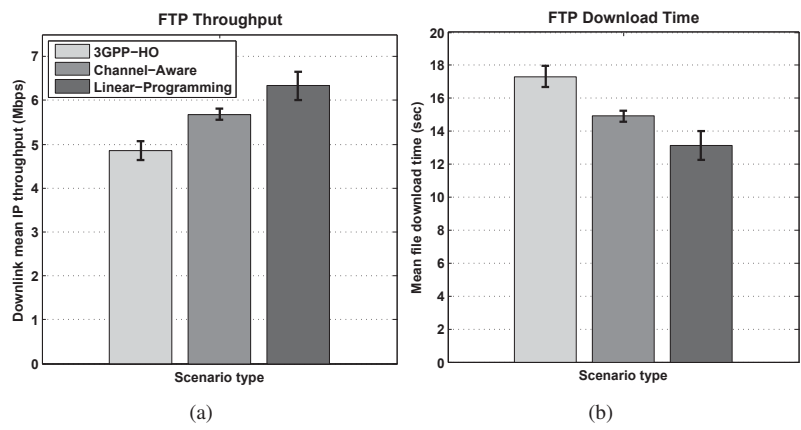 FTP Throughput
7
6
5
4
3
2
1
0
Downlink mean IP throughput (Mbps)
3GPP−HO
Channel−Aware
Linear−Programming
Scenario type
(a)
FTP Download Time
20
18
16
14
12
10
8
6
4
2
0
Mean file download time (sec)
Scenario type
(b)